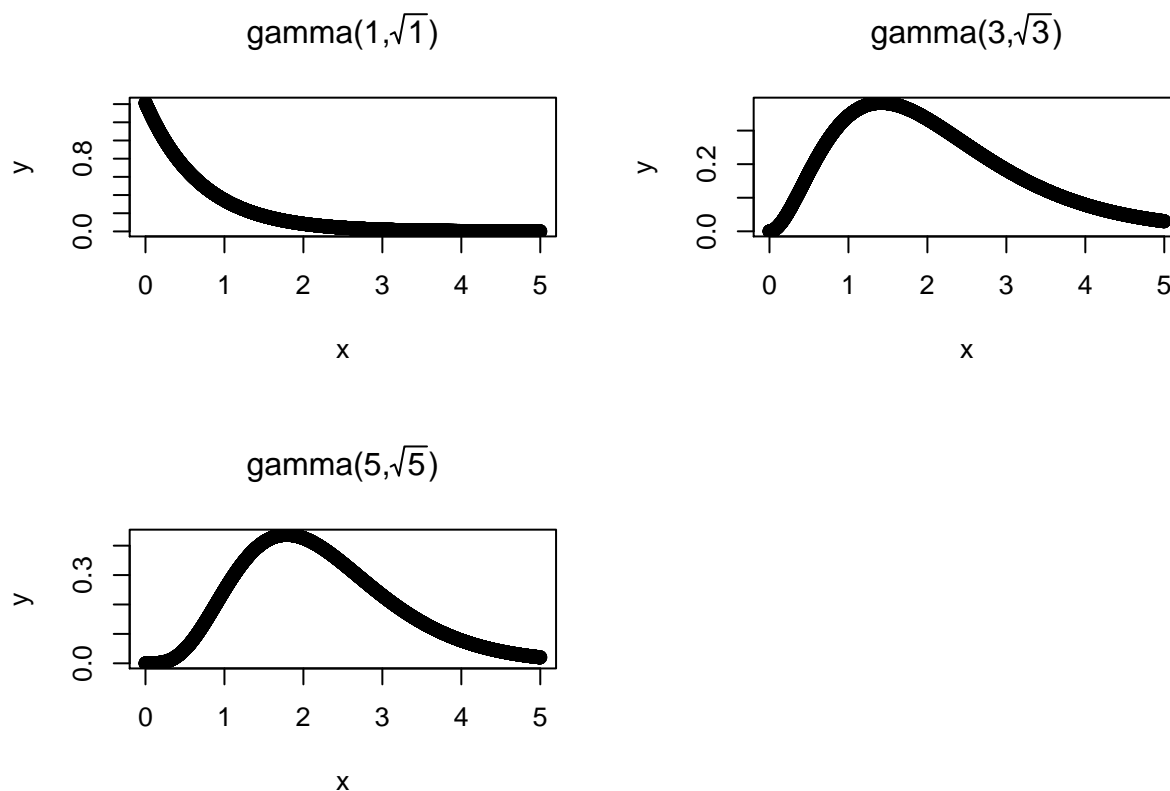 gamma(1,√1)
y
0.0 0.8
0 1 2 3 4 5
x
gamma(3,√3)
y
0.0 0.2
0 1 2 3 4 5
x
gamma(5,√5)
y
0.0 0.3
0 1 2 3 4 5
x